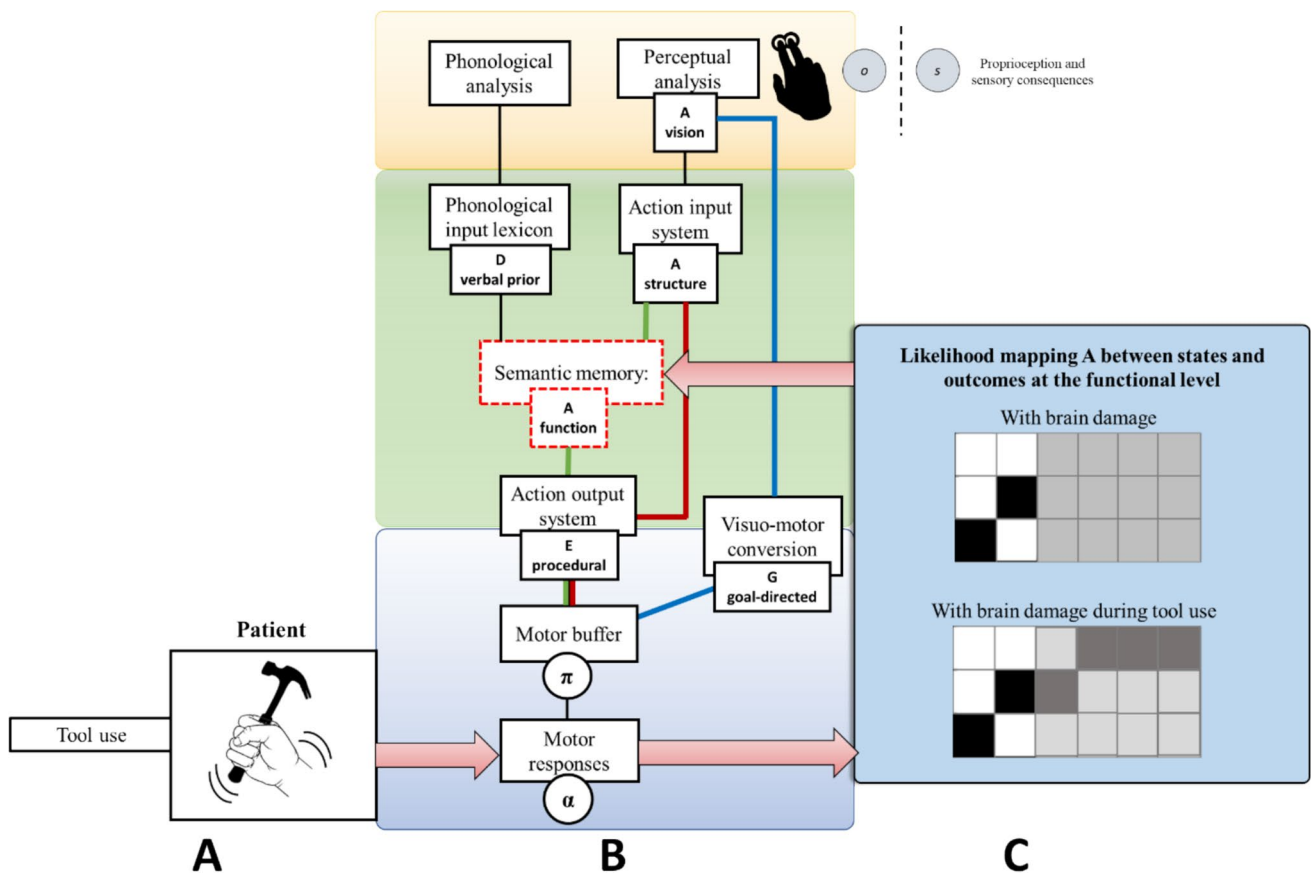 Phonological
analysis
Perceptual
analysis
A
vision
o
s
Proprioception and
sensory consequences
Phonological
input lexicon
D
verbal prior
Action input
system
A
structure
Semantic memory:
A
function
Action output
system
E
procedural
Visuo-motor
conversion
G
goal-directed
Motor buffer
π
Motor
responses
α
Patient
Tool use
Likelihood mapping A between states and
outcomes at the functional level
With brain damage
With brain damage during tool use
A
B
C